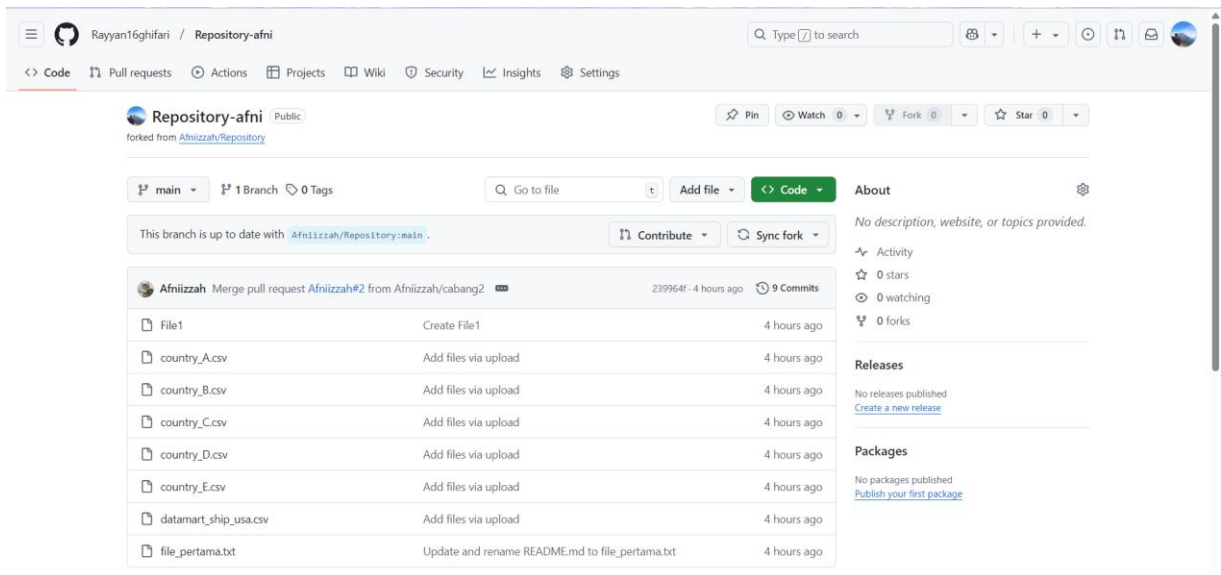 Rayyan16ghifari / Repository-afni
Type / to search
Code Pull requests Actions Projects Wiki Security Insights Settings
Repository-afni Public
Pin Watch 0 Fork 0 Star 0
forked from Afniizzah/Repository
main 1 Branch 0 Tags Go to file t Add file Code
About
No description, website, or topics provided.
This branch is up to date with Afniizzah/Repository:main . Contribute Sync fork
Activity
0 stars
0 watching
0 forks
Afniizzah Merge pull request Afniizzah#2 from Afniizzah/cabang2 239964f · 4 hours ago 9 Commits
File1 Create File1 4 hours ago
country_A.csv Add files via upload 4 hours ago
country_B.csv Add files via upload 4 hours ago
country_C.csv Add files via upload 4 hours ago
country_D.csv Add files via upload 4 hours ago
country_E.csv Add files via upload 4 hours ago
datamart_ship_usa.csv Add files via upload 4 hours ago
file_pertama.txt Update and rename README.md to file_pertama.txt 4 hours ago
Releases
No releases published
Create a new release
Packages
No packages published
Publish your first package